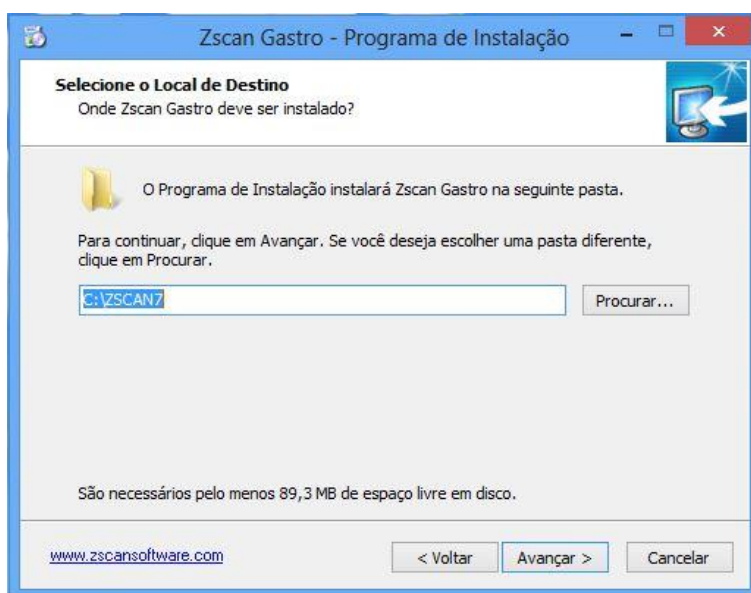 Zscan Gastro - Programa de Instalação
Selecione o Local de Destino
Onde Zscan Gastro deve ser instalado?
O Programa de Instalação instalará Zscan Gastro na seguinte pasta.
Para continuar, clique em Avançar. Se você deseja escolher uma pasta diferente,
clique em Procurar.
C:\ZSCAN7
Procurar...
São necessários pelo menos 89,3 MB de espaço livre em disco.
www.zscansoftware.com
< Voltar
Avançar >
Cancelar